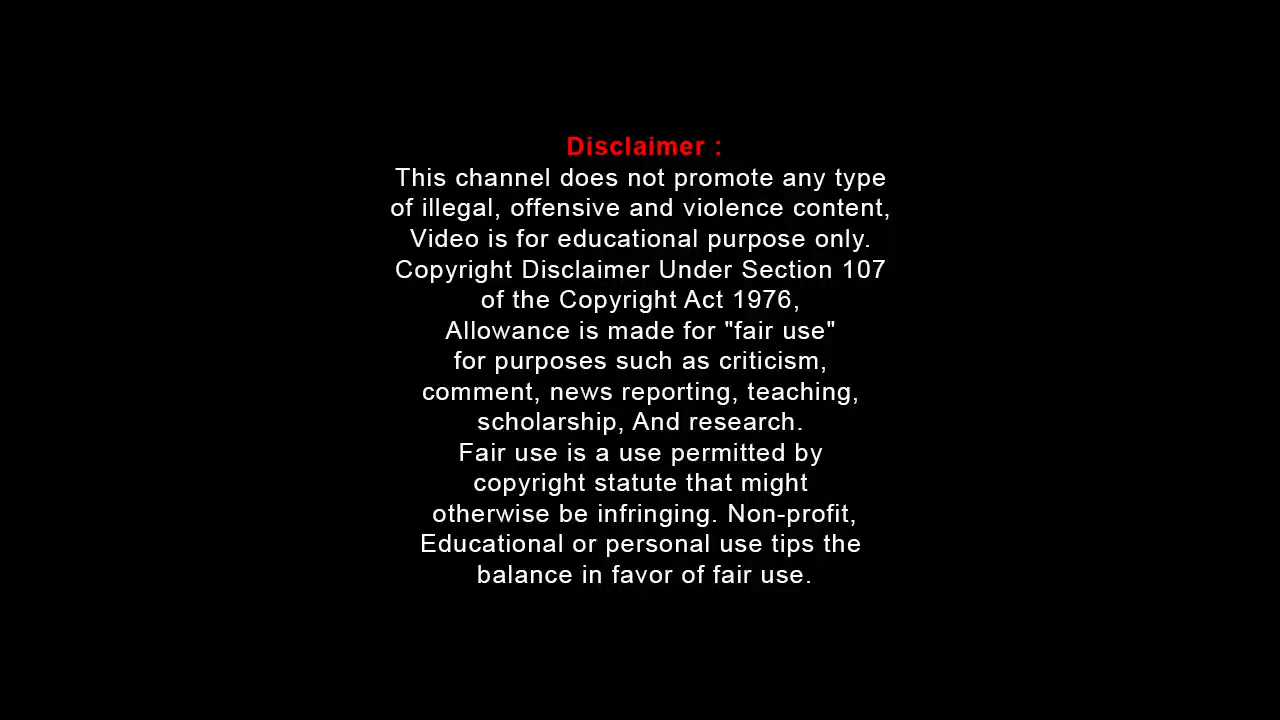 Disclaimer :
This channel does not promote any type
of illegal, offensive and violence content,
Video is for educational purpose only.
Copyright Disclaimer Under Section 107
of the Copyright Act 1976,
Allowance is made for "fair use"
for purposes such as criticism,
comment, news reporting, teaching,
scholarship, And research.
Fair use is a use permitted by
copyright statute that might
otherwise be infringing. Non-profit,
Educational or personal use tips the
balance in favor of fair use.